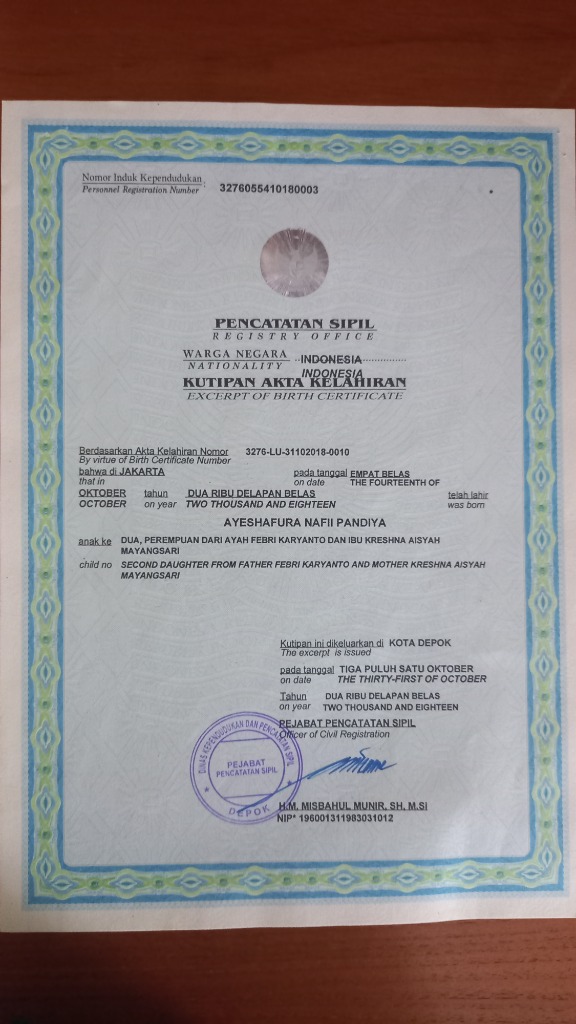 Nomor Induk Kependudukan
Personnel Registration Number : 3276055410180003
PENCATATAN SIPIL
REGISTRY OFFICE
WARGA NEGARA INDONESIA
NATIONALITY INDONESIA
KUTIPAN AKTA KELAHIRAN
EXCERPT OF BIRTH CERTIFICATE
Berdasarkan Akta Kelahiran Nomor 3276-LU-31102018-0010
By virtue of Birth Certificate Number
bahwa di JAKARTA pada tanggal EMPAT BELAS
that in on date THE FOURTEENTH OF
OKTOBER tahun DUA RIBU DELAPAN BELAS telah lahir
OCTOBER on year TWO THOUSAND AND EIGHTEEN was born
AYESHAFURA NAFII PANDIYA
anak ke DUA, PEREMPUAN DARI AYAH FEBRI KARYANTO DAN IBU KRESHNA AISYAH
MAYANGSARI
child no SECOND DAUGHTER FROM FATHER FEBRI KARYANTO AND MOTHER KRESHNA AISYAH
MAYANGSARI
Kutipan ini dikeluarkan di KOTA DEPOK
The excerpt is issued
pada tanggal TIGA PULUH SATU OKTOBER
on date THE THIRTY-FIRST OF OCTOBER
Tahun DUA RIBU DELAPAN BELAS
on year TWO THOUSAND AND EIGHTEEN
PEJABAT PENCATATAN SIPIL
Officer of Civil Registration
DINAS KEPENDUDUKAN DAN PENCATATAN SIPIL
PEJABAT
PENCATATAN SIPIL
DEPOK
H.M. MISBAHUL MUNIR, SH, M.Si
NIP* 196001311983031012